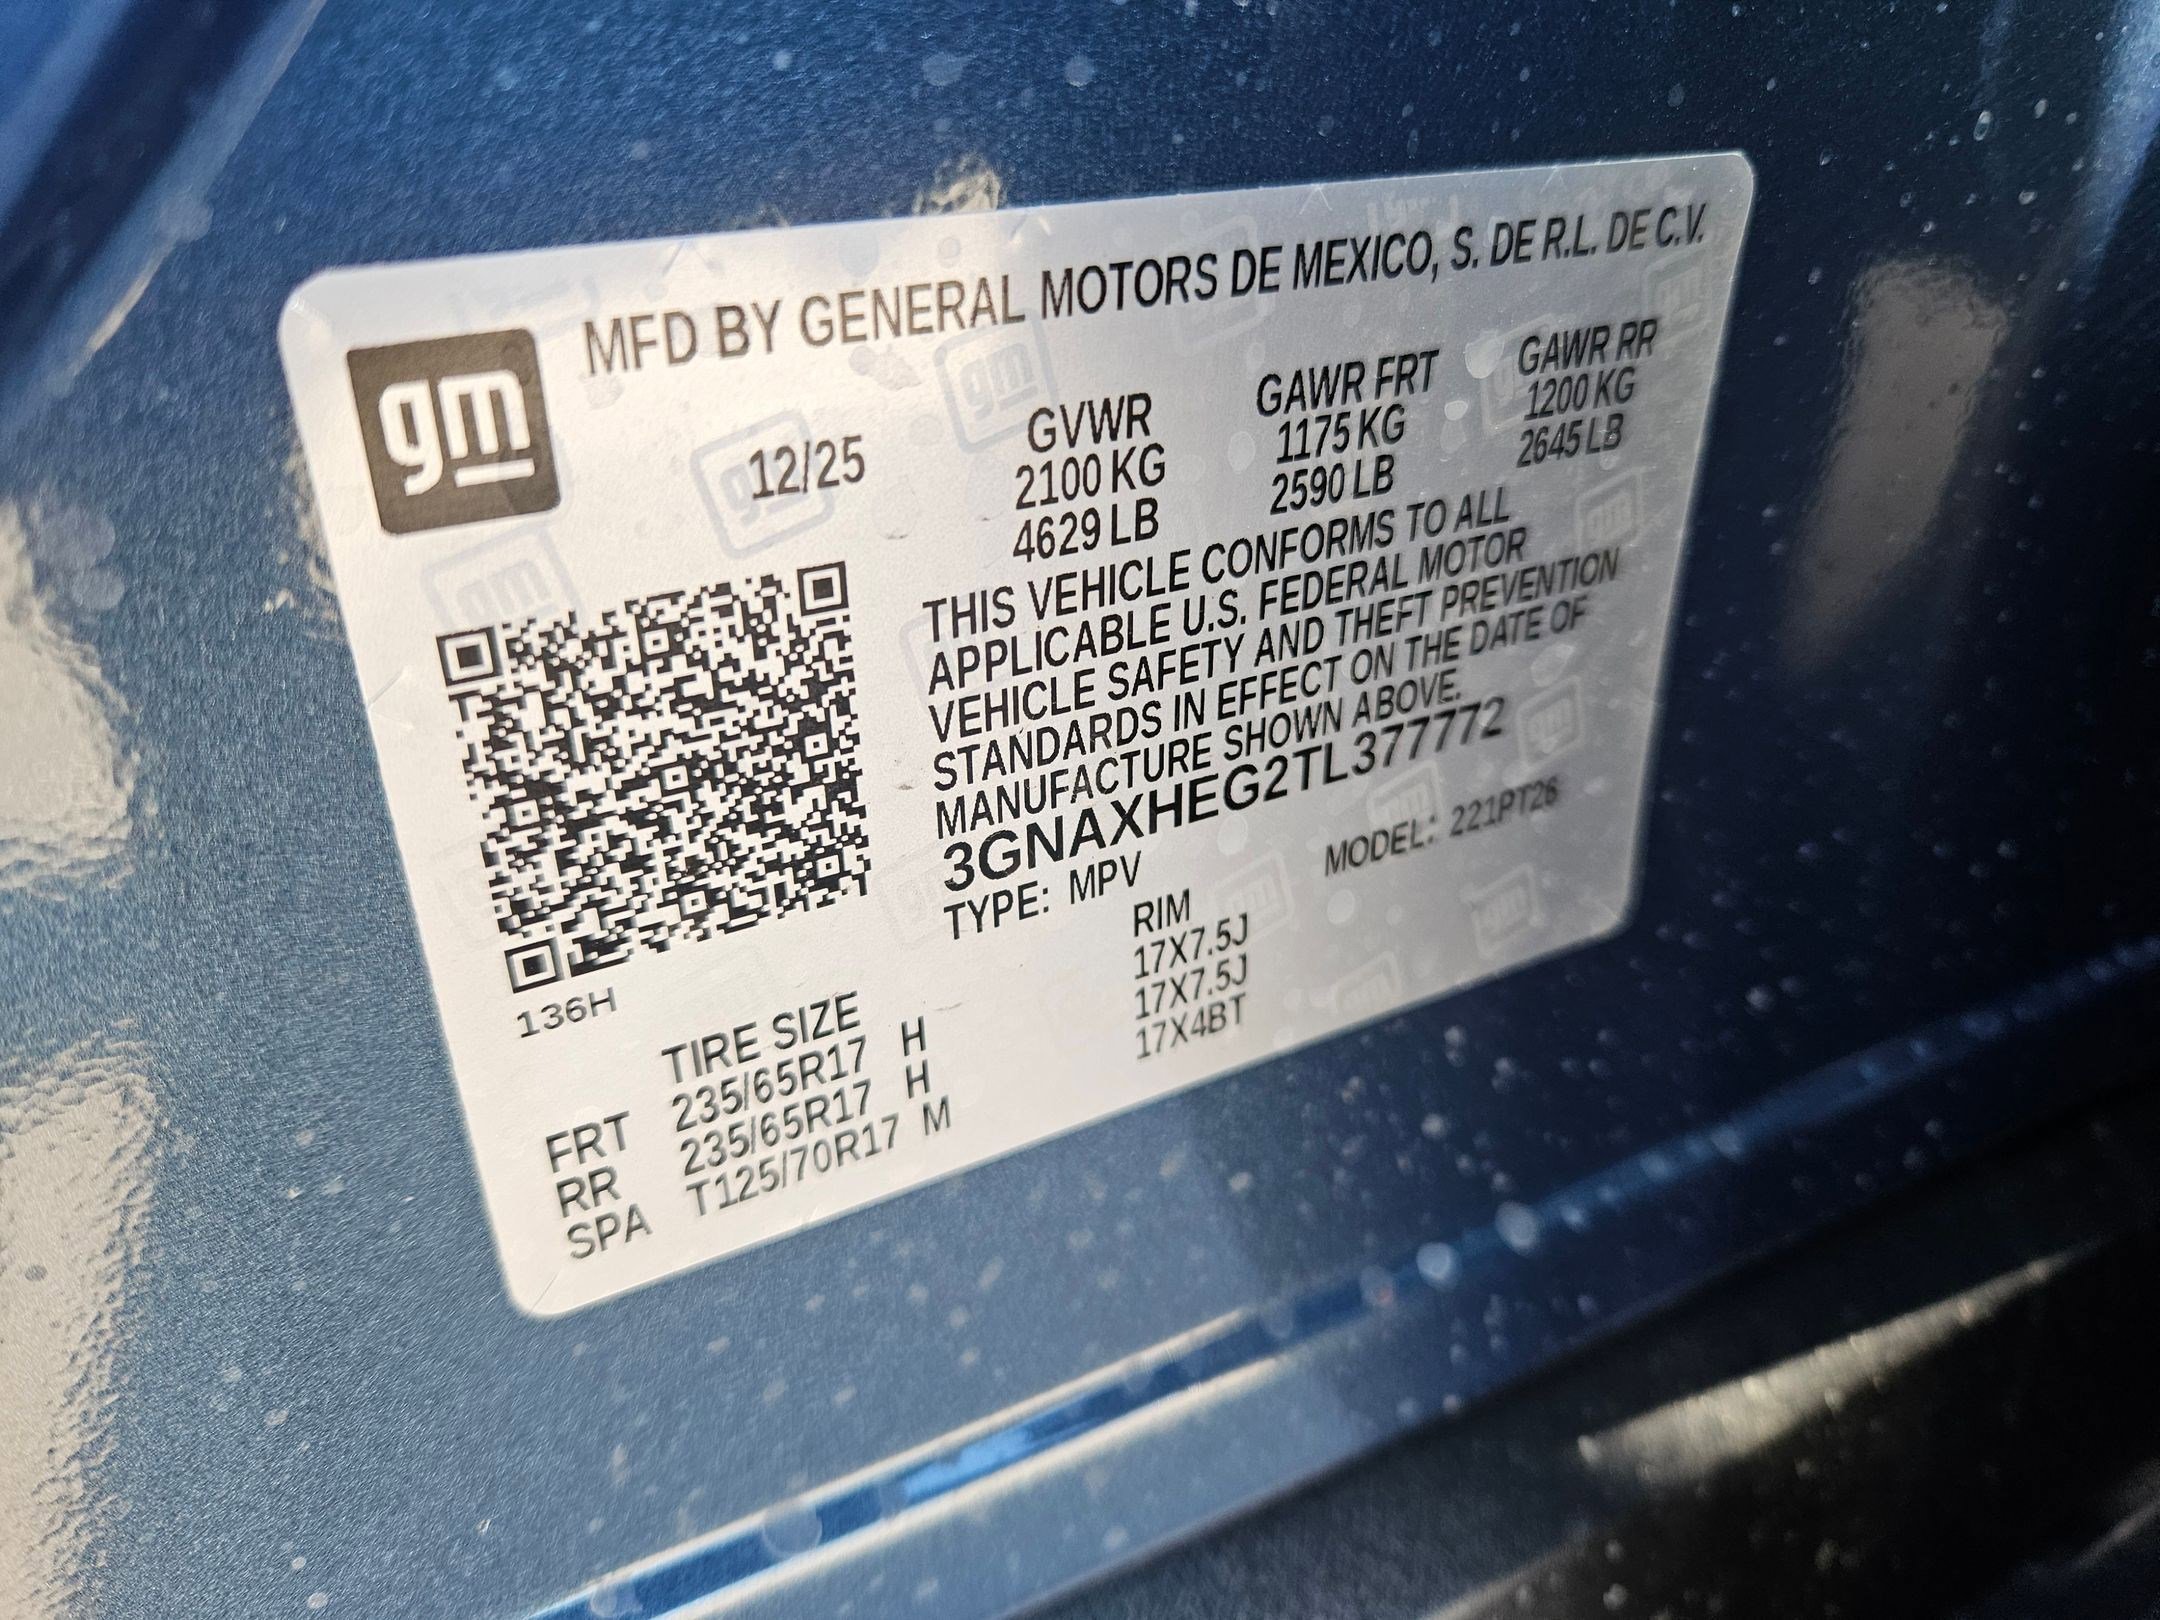 gm
MFD BY GENERAL MOTORS DE MEXICO, S. DE R.L. DE C.V.
12/25
GVWR GAWR FRT GAWR RR
2100 KG 1175 KG 1200 KG
4629 LB 2590 LB 2645 LB
THIS VEHICLE CONFORMS TO ALL
APPLICABLE U.S. FEDERAL MOTOR
VEHICLE SAFETY AND THEFT PREVENTION
STANDARDS IN EFFECT ON THE DATE OF
MANUFACTURE SHOWN ABOVE.
3GNAXHEG2TL377772
TYPE: MPV MODEL: 221PT26
136H
TIRE SIZE RIM
FRT 235/65R17 H 17X7.5J
RR 235/65R17 H 17X7.5J
SPA T125/70R17 M 17X4BT